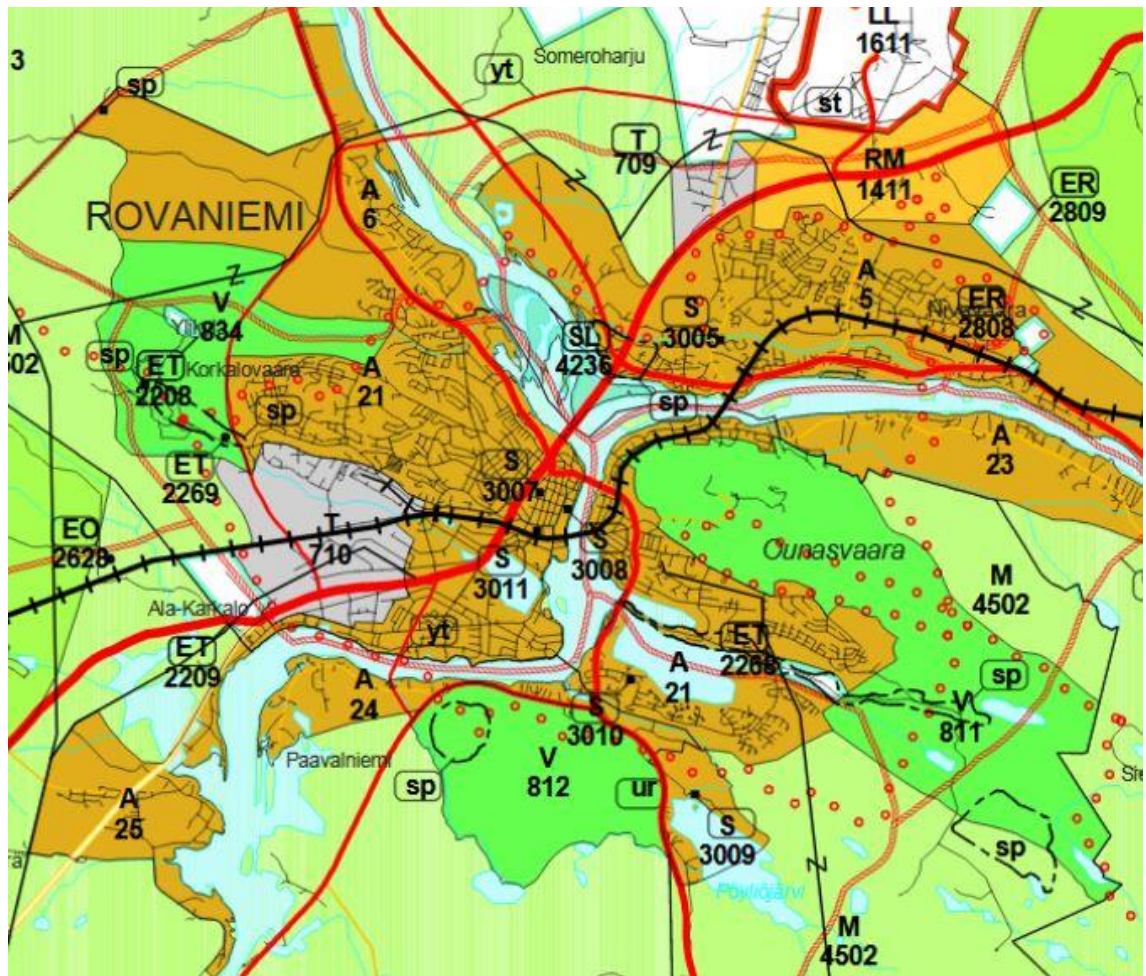 LL
1611
Someroharju
3
yt
sp
st
T
709
RM
1411
ER
2809
A
6
ROVANIEMI
A
5
V
834
S
3005
ER
2808
SL
4236
M
sp
ET
2208
Korkalovaara
A
21
sp
sp
A
23
S
3007
ET
2269
EO
2628
T
710
S
3008
Ounasvaara
S
3011
M
4502
Ala-Karkalo
yt
ET
2209
ET
A
21
A
24
sp
V
811
S
3010
Paavalniemi
V
812
sp
ur
A
25
S
3009
sp
Pöyliöjärvi
M
4502